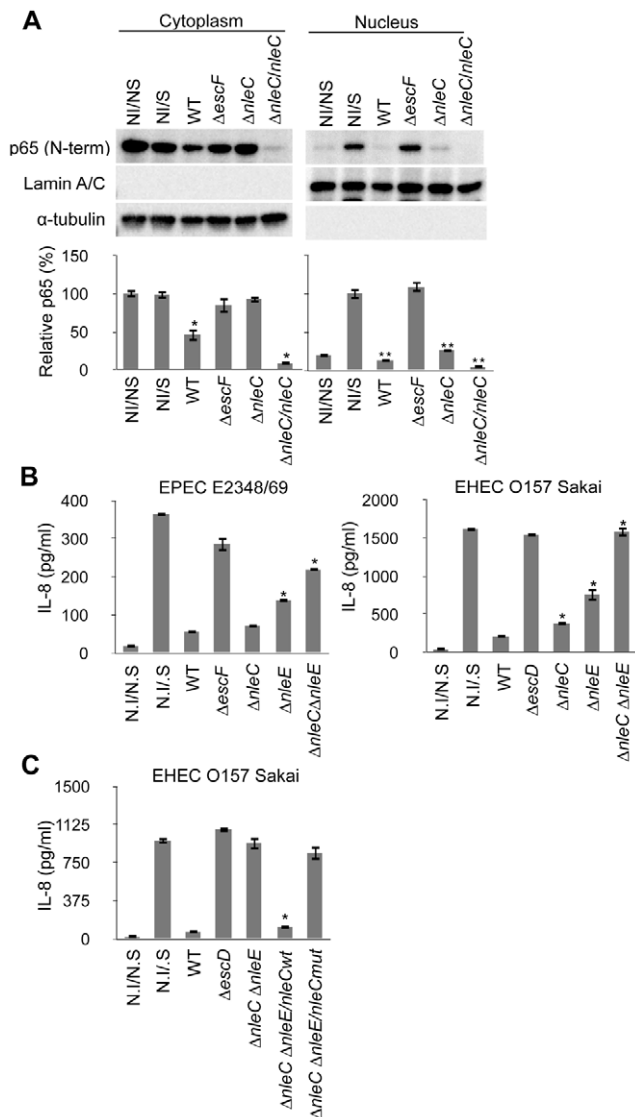 A
Cytoplasm
Nucleus
NI/NS
NI/S
WT
ΔescF
ΔnleC
ΔnleC/nleC
NI/NS
NI/S
WT
ΔescF
ΔnleC
ΔnleC/nleC
p65 (N-term)
Lamin A/C
α-tubulin
Relative p65 (%)
150
100
50
0
*
*
**
**
**
NI/NS
NI/S
WT
ΔescF
ΔnleC
ΔnleC/nleC
NI/NS
NI/S
WT
ΔescF
ΔnleC
ΔnleC/nleC
B
EPEC E2348/69
IL-8 (pg/ml)
400
300
200
100
0
*
*
N.I/N.S
N.I/.S
WT
ΔescF
ΔnleC
ΔnleE
ΔnleCΔnleE
EHEC O157 Sakai
IL-8 (pg/ml)
2000
1500
1000
500
0
*
*
*
N.I/N.S
N.I/.S
WT
ΔescD
ΔnleC
ΔnleE
ΔnleC ΔnleE
C
EHEC O157 Sakai
IL-8 (pg/ml)
1500
1125
750
375
0
*
N.I/N.S
N.I/.S
WT
ΔescD
ΔnleC ΔnleE
ΔnleC ΔnleE/nleCwt
ΔnleC ΔnleE/nleCmut